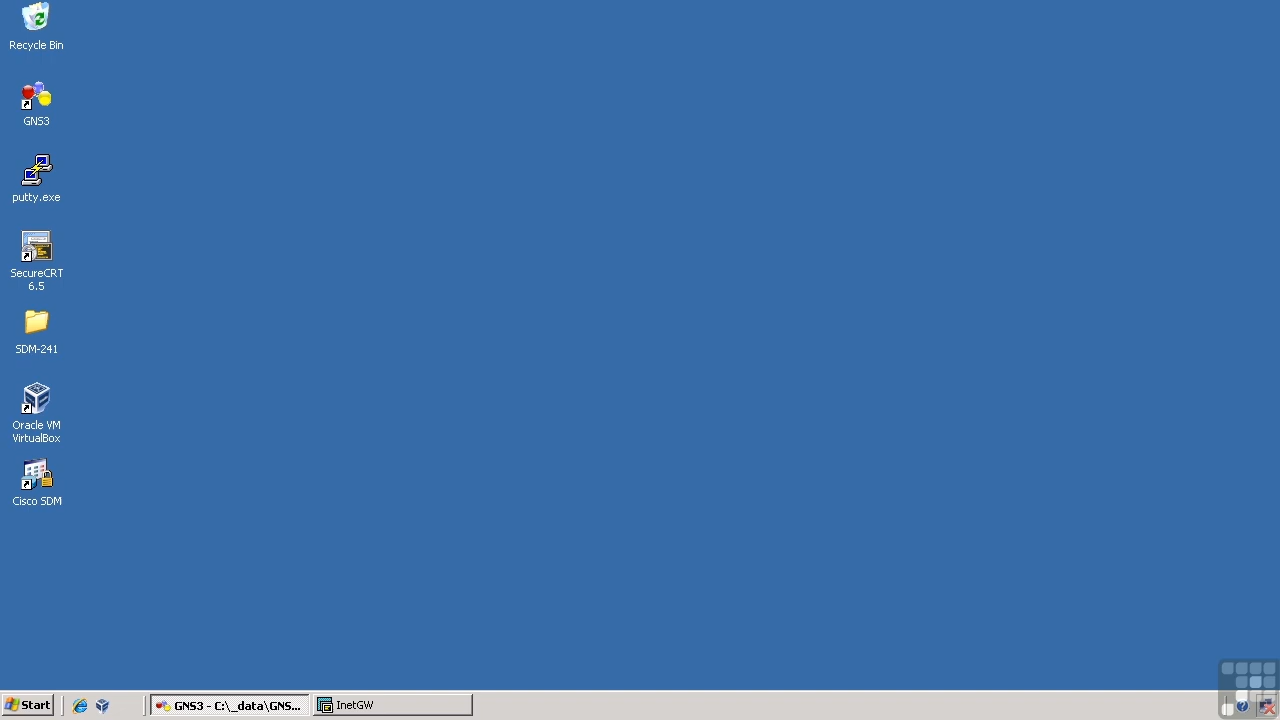 Recycle Bin
GNS3
putty.exe
SecureCRT
6.5
SDM-241
Oracle VM
VirtualBox
Cisco SDM
Start
GNS3 - C:\_data\GNS...
InetGW